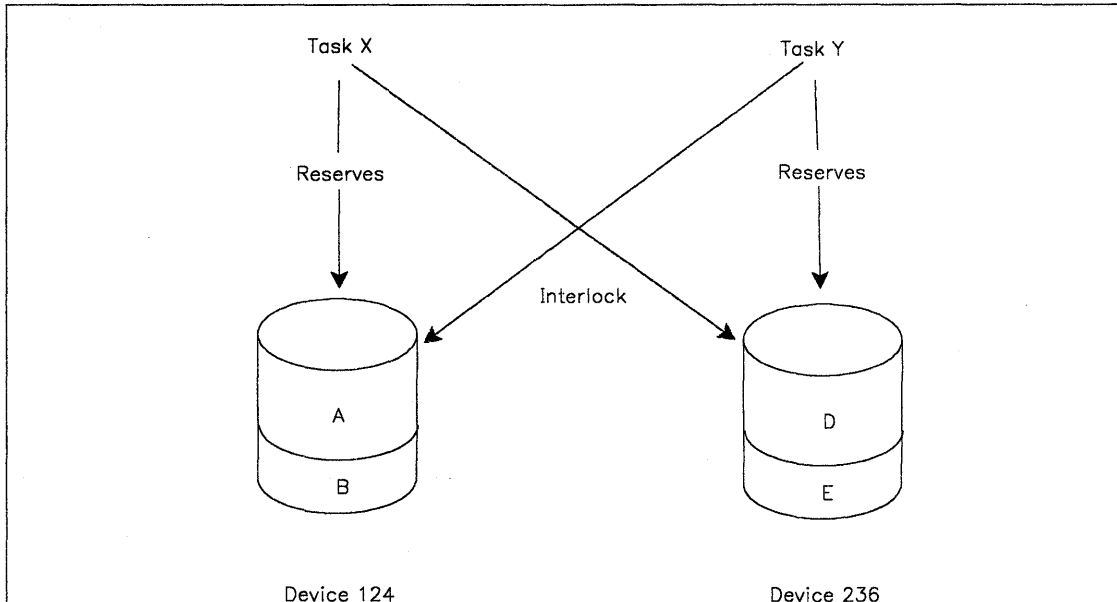 Task X
Task Y
Reserves
Reserves
Interlock
A
D
B
E
Device 124
Device 236